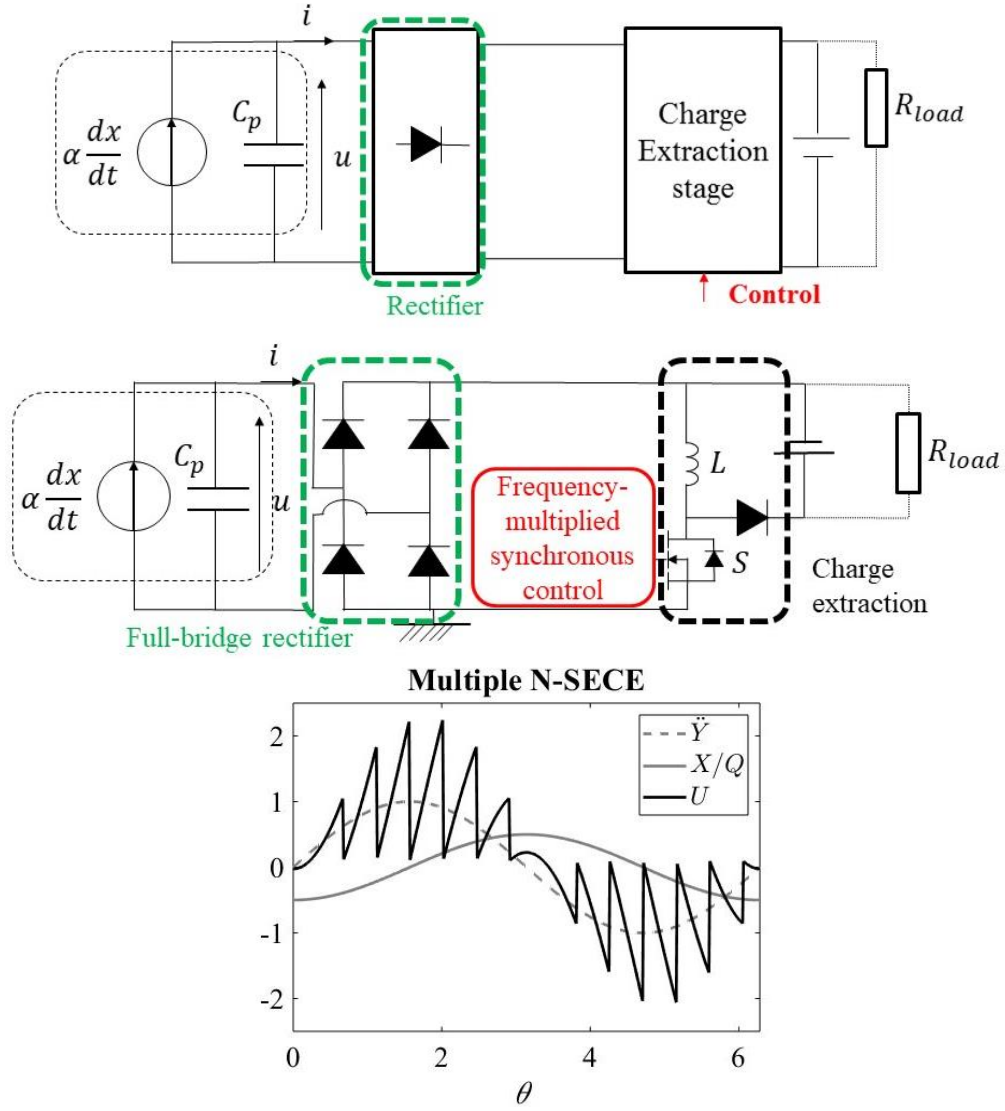 i
α dx/dt
C_p
u
Rectifier
Charge
Extraction
stage
Control
R_load
i
α dx/dt
C_p
u
Full-bridge rectifier
Frequency-
multiplied
synchronous
control
L
S
Charge
extraction
R_load
Multiple N-SECE
Ÿ
X/Q
U
2
1
0
-1
-2
0 2 4 6
θ